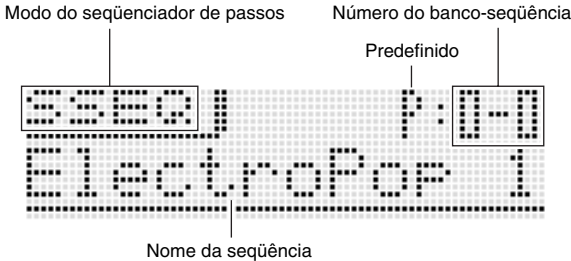 Modo do seqüenciador de passos
Número do banco-seqüência
Predefinido
SSEQ P:0-0
ElectroPop 1
Nome da seqüência